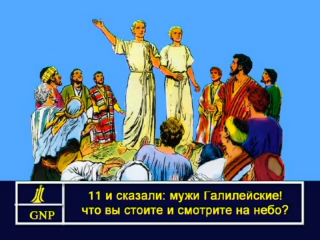 11 и сказали: мужи Галилейские!
что вы стоите и смотрите на небо?
GNP